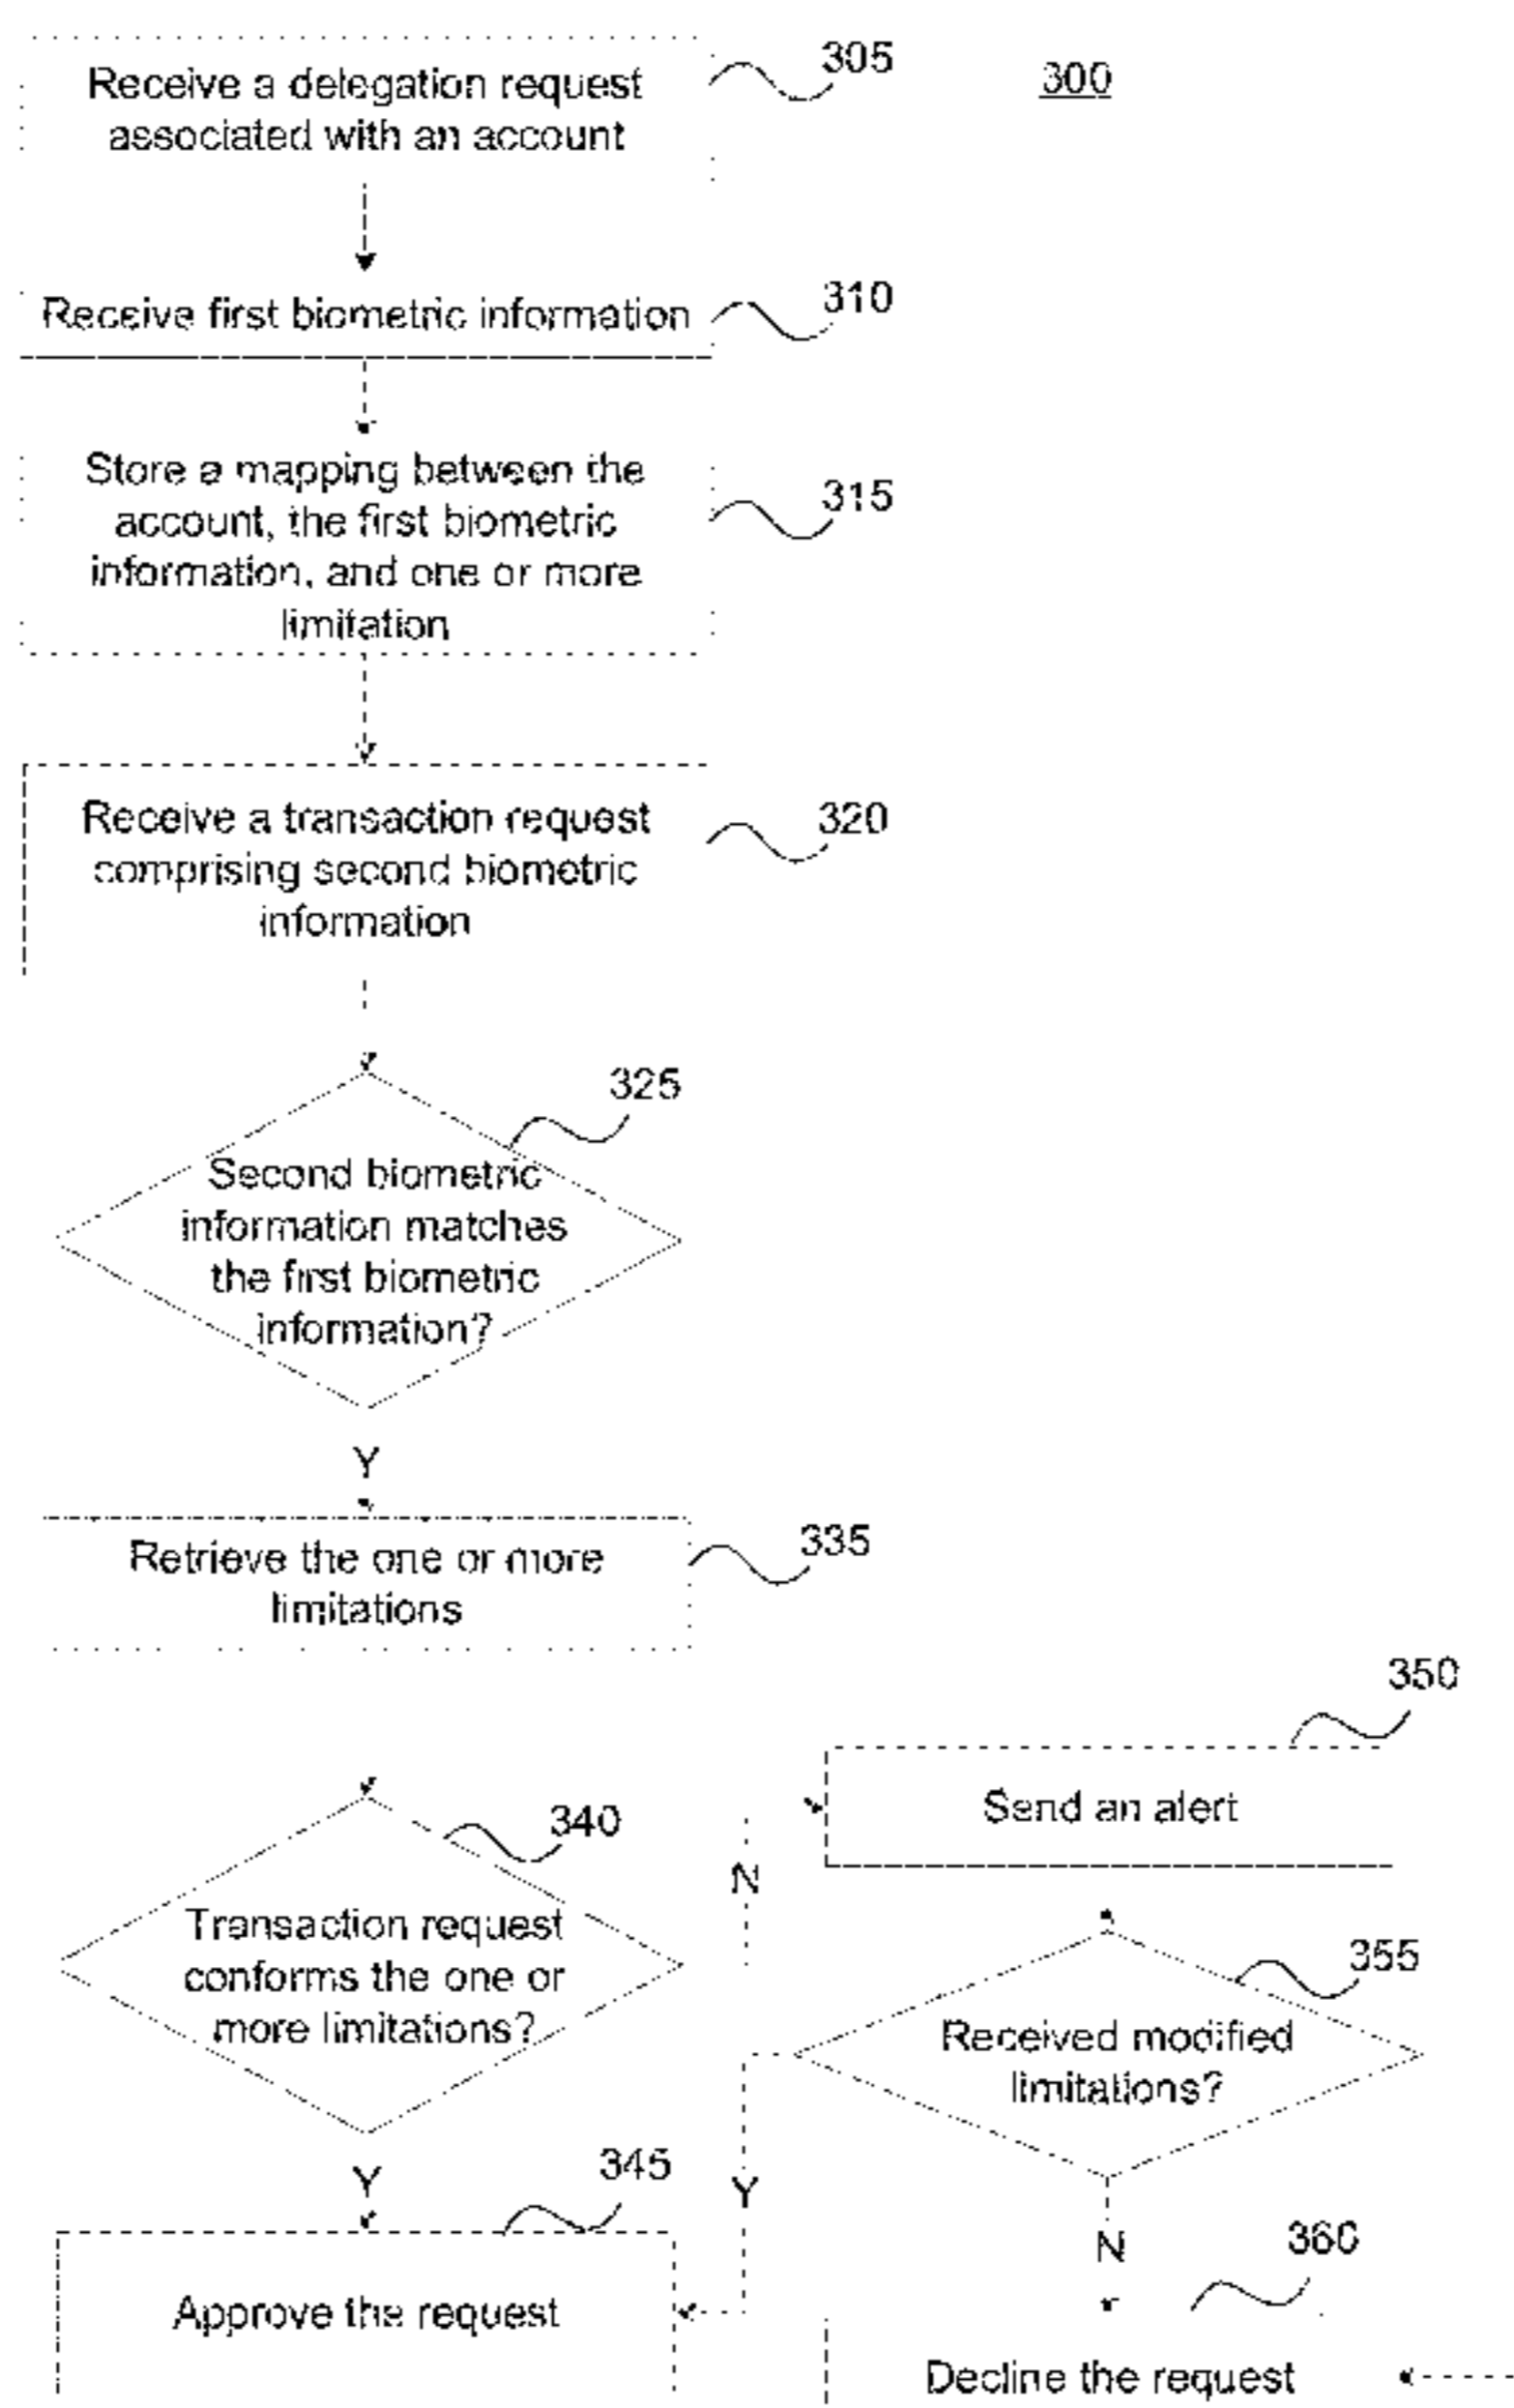 300
Receive a delegation request
associated with an account
305
Receive first biometric information
310
Store a mapping between the
account, the first biometric
information, and one or more
limitation
315
Receive a transaction request
comprising second biometric
information
320
325
Second biometric
information matches
the first biometric
information?
Y
Retrieve the one or more
limitations
335
340
Transaction request
conforms the one or
more limitations?
N
350
Send an alert
355
Received modified
limitations?
Y
345
Approve the request
Y
N
360
Decline the request